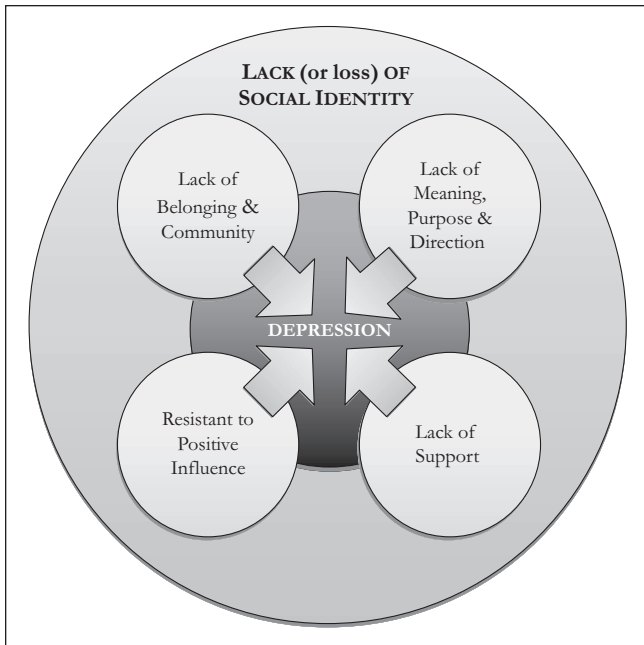 LACK (or loss) OF
SOCIAL IDENTITY
Lack of
Belonging &
Community
Lack of
Meaning,
Purpose &
Direction
DEPRESSION
Resistant to
Positive
Influence
Lack of
Support